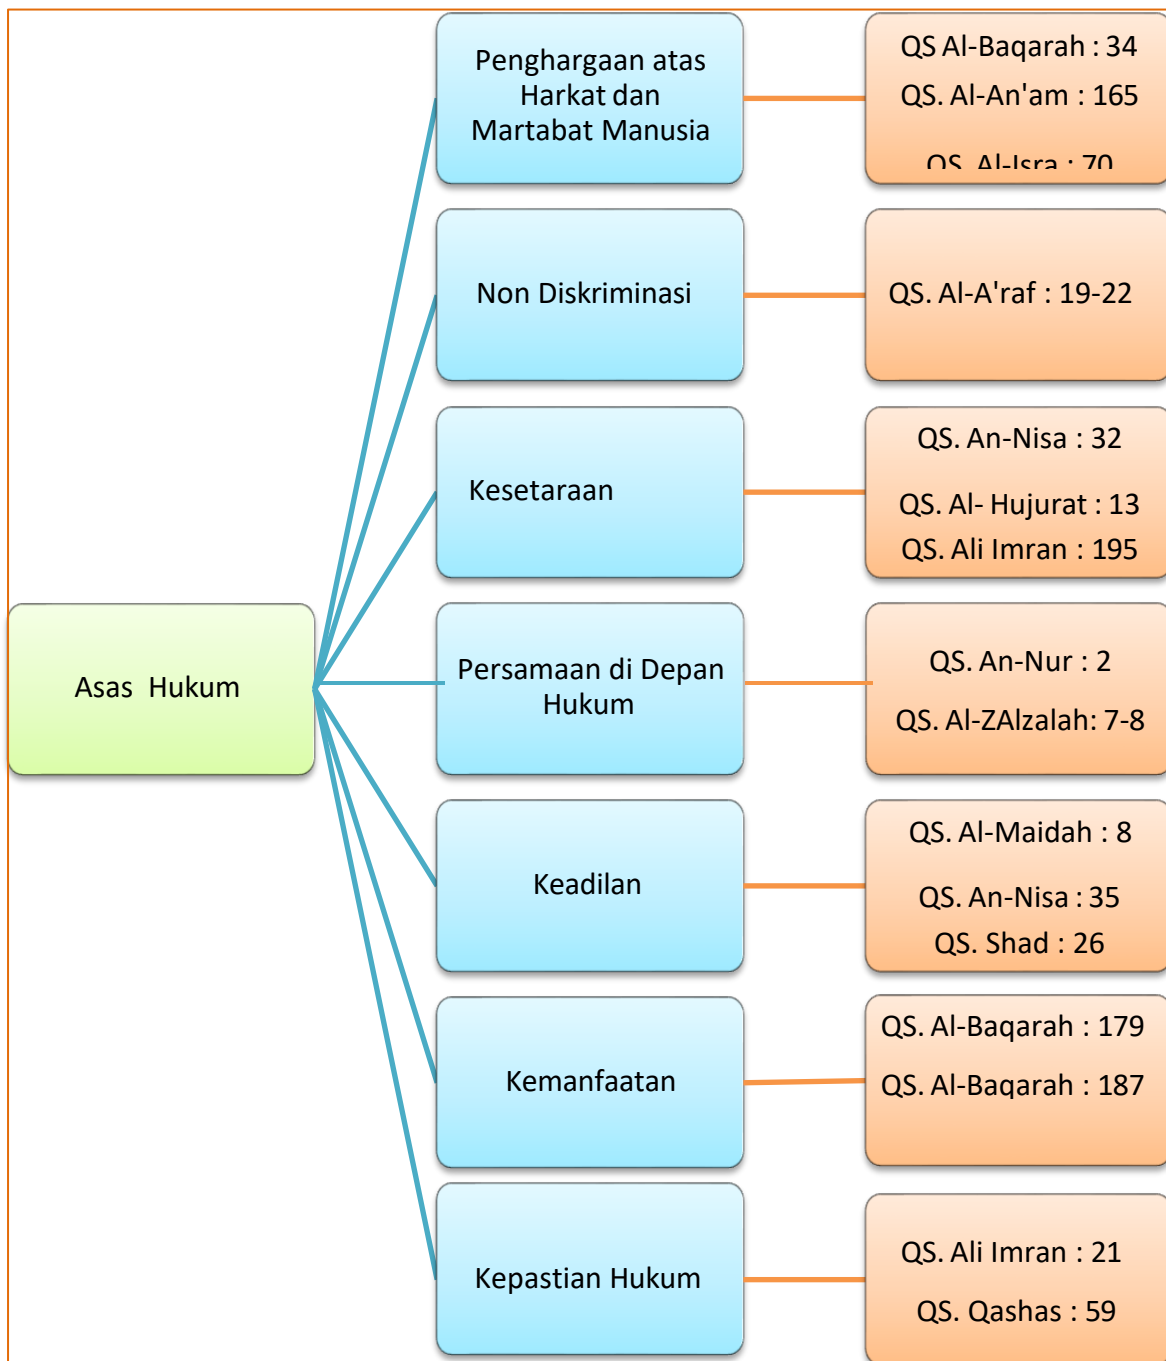 Penghargaan atas
Harkat dan
Martabat Manusia
QS Al-Baqarah : 34
QS. Al-An'am : 165
QS. Al-Isra : 70
Non Diskriminasi
QS. Al-A'raf : 19-22
Kesetaraan
QS. An-Nisa : 32
QS. Al- Hujurat : 13
QS. Ali Imran : 195
Asas Hukum
Persamaan di Depan
Hukum
QS. An-Nur : 2
QS. Al-ZAlzalah: 7-8
Keadilan
QS. Al-Maidah : 8
QS. An-Nisa : 35
QS. Shad : 26
Kemanfaatan
QS. Al-Baqarah : 179
QS. Al-Baqarah : 187
Kepastian Hukum
QS. Ali Imran : 21
QS. Qashas : 59